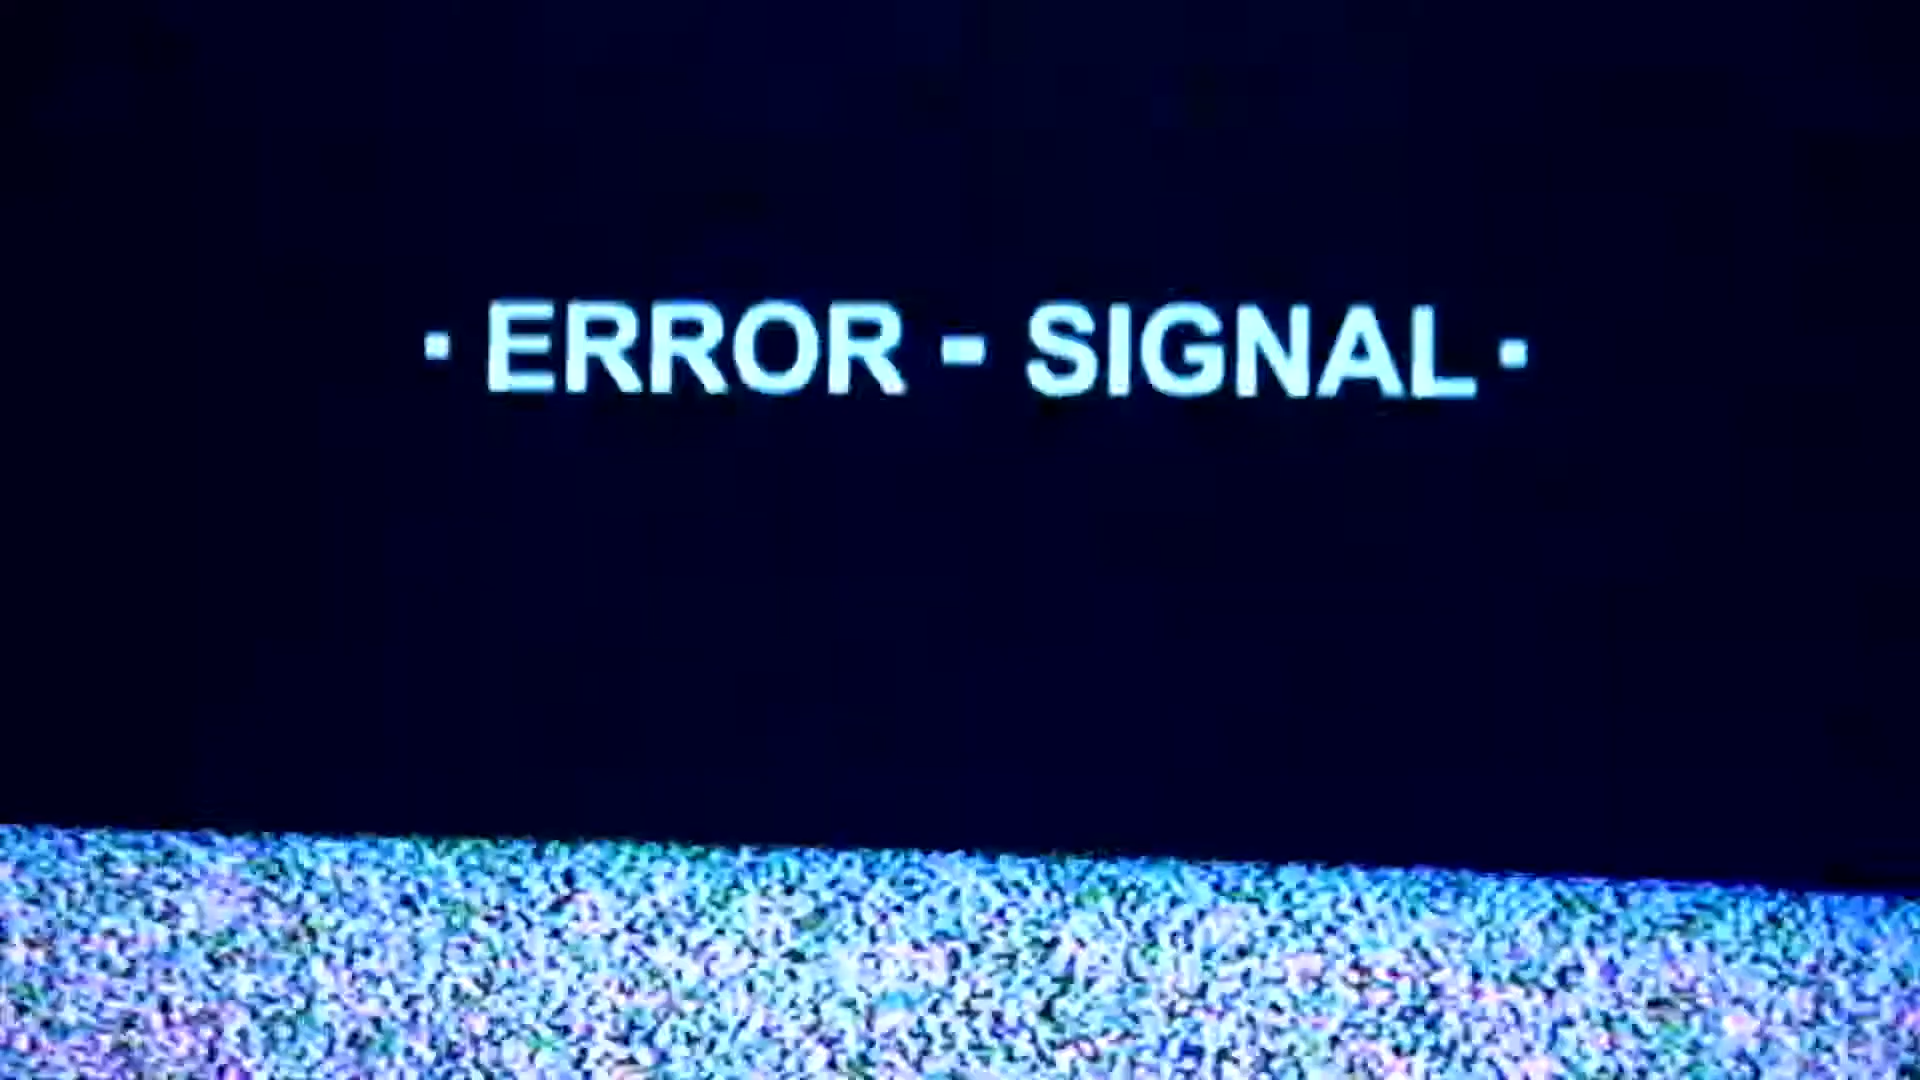 · ERROR - SIGNAL ·